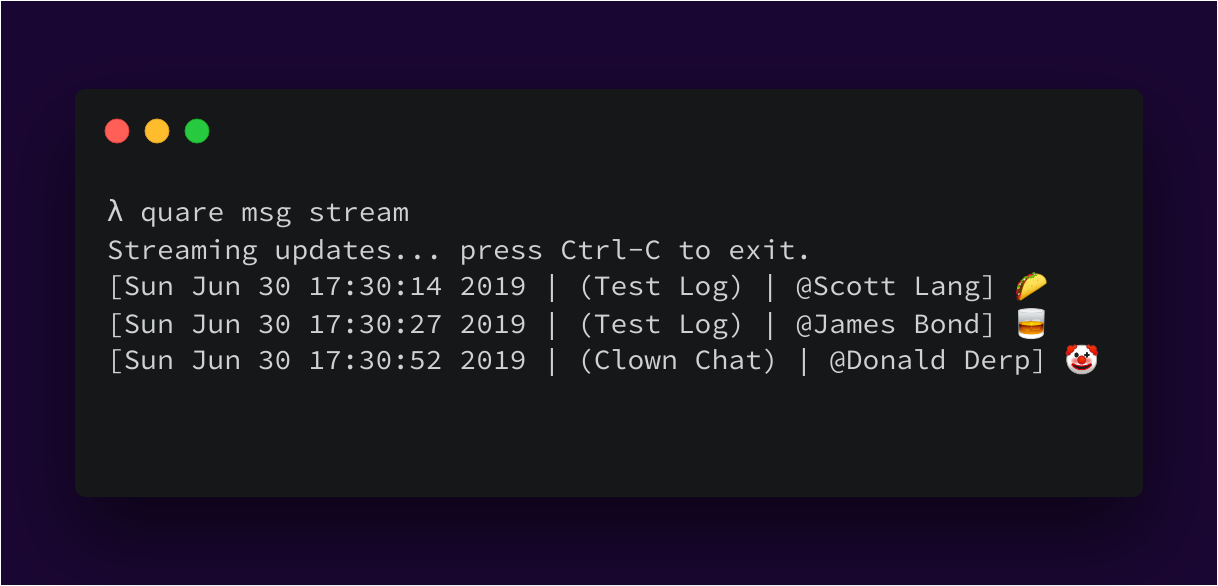 λ quare msg stream
Streaming updates... press Ctrl-C to exit.
[Sun Jun 30 17:30:14 2019 | (Test Log) | @Scott Lang] 🌮
[Sun Jun 30 17:30:27 2019 | (Test Log) | @James Bond] 🥃
[Sun Jun 30 17:30:52 2019 | (Clown Chat) | @Donald Derp] 🤡